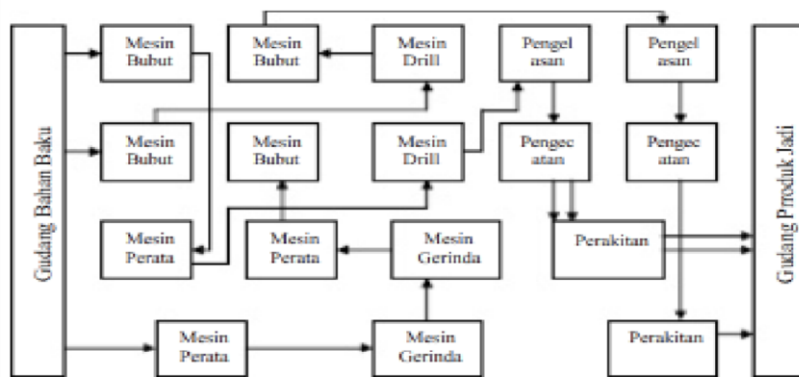 Gudang Bahan Baku
Mesin
Bubut
Mesin
Bubut
Mesin
Drill
Pengel
asan
Pengel
asan
Mesin
Bubut
Mesin
Bubut
Mesin
Drill
Pengec
atan
Pengec
atan
Mesin
Perata
Mesin
Perata
Mesin
Gerinda
Perakitan
Mesin
Perata
Mesin
Gerinda
Perakitan
Gudang Prroduk Jadi